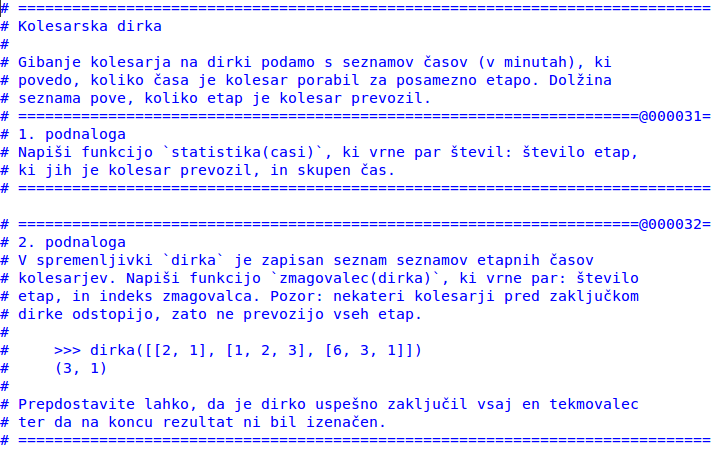 # =============================================================================
# Kolesarska dirka
#
# Gibanje kolesarja na dirki podamo s seznamov časov (v minutah), ki
# povedo, koliko časa je kolesar porabil za posamezno etapo. Dolžina
# seznama pove, koliko etap je kolesar prevozil.
# =====================================================================@000031=
# 1. podnaloga
# Napiši funkcijo `statistika(casi)`, ki vrne par števil: število etap,
# ki jih je kolesar prevozil, in skupen čas.
# =============================================================================
# =====================================================================@000032=
# 2. podnaloga
# V spremenljivki `dirka` je zapisan seznam seznamov etapnih časov
# kolesarjev. Napiši funkcijo `zmagovalec(dirka)`, ki vrne par: število
# etap, in indeks zmagovalca. Pozor: nekateri kolesarji pred zaključkom
# dirke odstopijo, zato ne prevozijo vseh etap.
#
#     >>> dirka([[2, 1], [1, 2, 3], [6, 3, 1]])
#     (3, 1)
#
# Prepdostavite lahko, da je dirko uspešno zaključil vsaj en tekmovalec
# ter da na koncu rezultat ni bil izenačen.
# =============================================================================